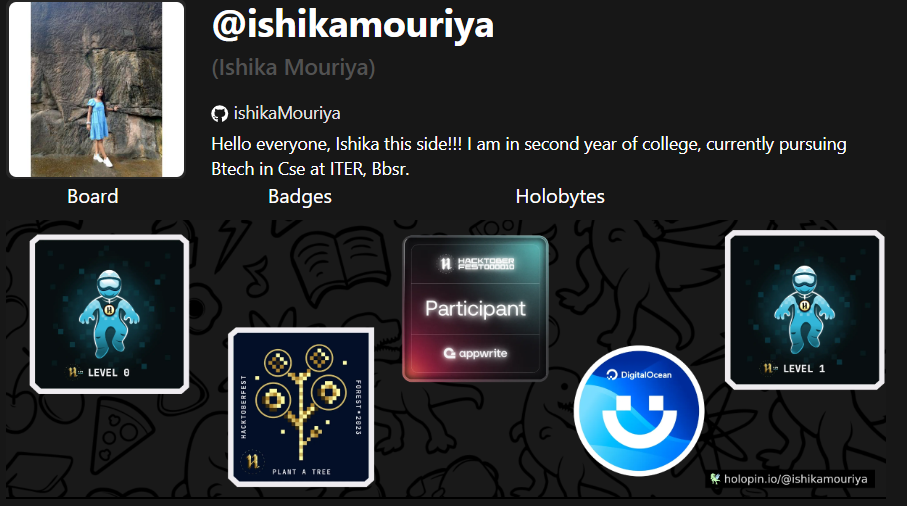 @ishikamouriya
(Ishika Mouriya)
ishikaMouriya
Hello everyone, Ishika this side!!! I am in second year of college, currently pursuing
Btech in Cse at ITER, Bbsr.
Board
Badges
Holobytes
LEVEL 0
HACKTOBERFEST
FOREST★2023
PLANT A TREE
HACKTOBER
FEST000010
Participant
appwrite
DigitalOcean
LEVEL 1
holopin.io/@ishikamouriya